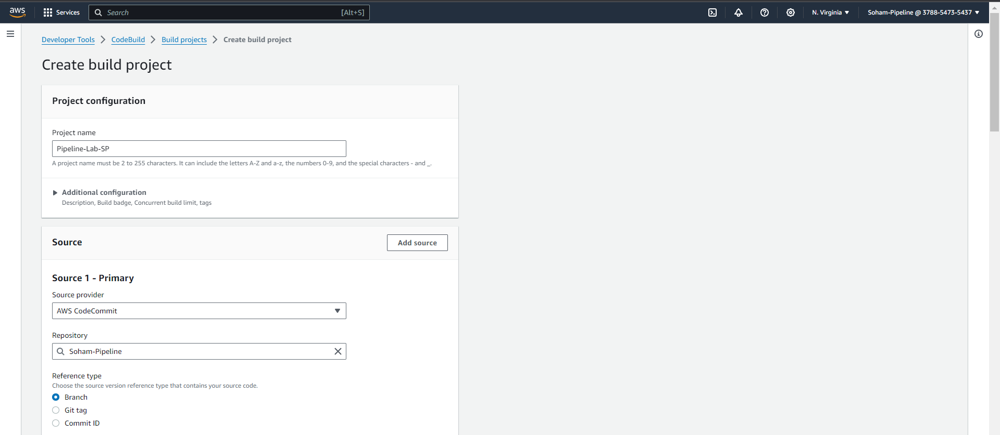 aws
Services
Search [Alt+S]
N. Virginia
Soham-Pipeline @ 3788-5473-5437
Developer Tools
CodeBuild
Build projects
Create build project
Create build project
Project configuration
Project name
Pipeline-Lab-SP
A project name must be 2 to 255 characters. It can include the letters A-Z and a-z, the numbers 0-9, and the special characters - and _.
Additional configuration
Description, Build badge, Concurrent build limit, tags
Source
Add source
Source 1 - Primary
Source provider
AWS CodeCommit
Repository
Soham-Pipeline
Reference type
Choose the source version reference type that contains your source code.
Branch
Git tag
Commit ID